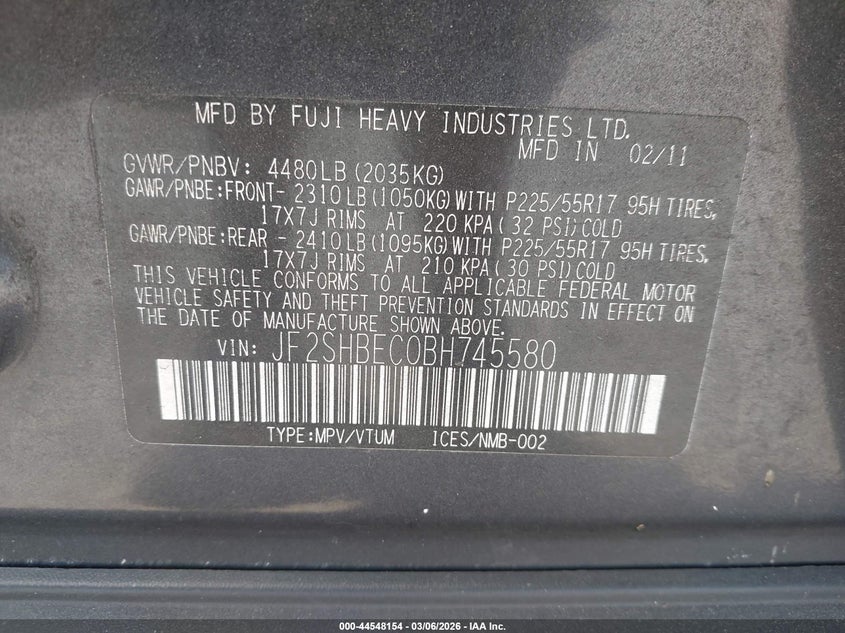 MFD BY FUJI HEAVY INDUSTRIES LTD.
MFD IN 02/11
GVWR/PNBV: 4480LB (2035KG)
GAWR/PNBE:FRONT- 2310LB (1050KG) WITH P225/55R17 95H TIRES,
17X7J RIMS AT 220 KPA ( 32 PSI) COLD
GAWR/PNBE:REAR - 2410LB (1095KG) WITH P225/55R17 95H TIRES,
17X7J RIMS AT 210 KPA ( 30 PSI) COLD
THIS VEHICLE CONFORMS TO ALL APPLICABLE FEDERAL MOTOR
VEHICLE SAFETY AND THEFT PREVENTION STANDARDS IN EFFECT ON
THE DATE OF MANUFACTURE SHOWN ABOVE.
VIN: JF2SHBEC0BH745580
TYPE:MPV/VTUM ICES/NMB-002
000-44548154 - 03/06/2026 - IAA Inc.